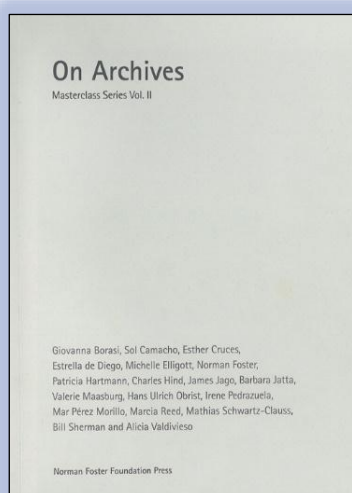 On Archives
Masterclass Series Vol. II
Giovanna Borasi, Sol Camacho, Esther Cruces,
Estrella de Diego, Michelle Elligott, Norman Foster,
Patricia Hartmann, Charles Hind, James Jago, Barbara Jatta,
Valerie Maasburg, Hans Ulrich Obrist, Irene Pedrazuela,
Mar Pérez Morillo, Marcia Reed, Mathias Schwartz-Clauss,
Bill Sherman and Alicia Valdivieso
Norman Foster Foundation Press